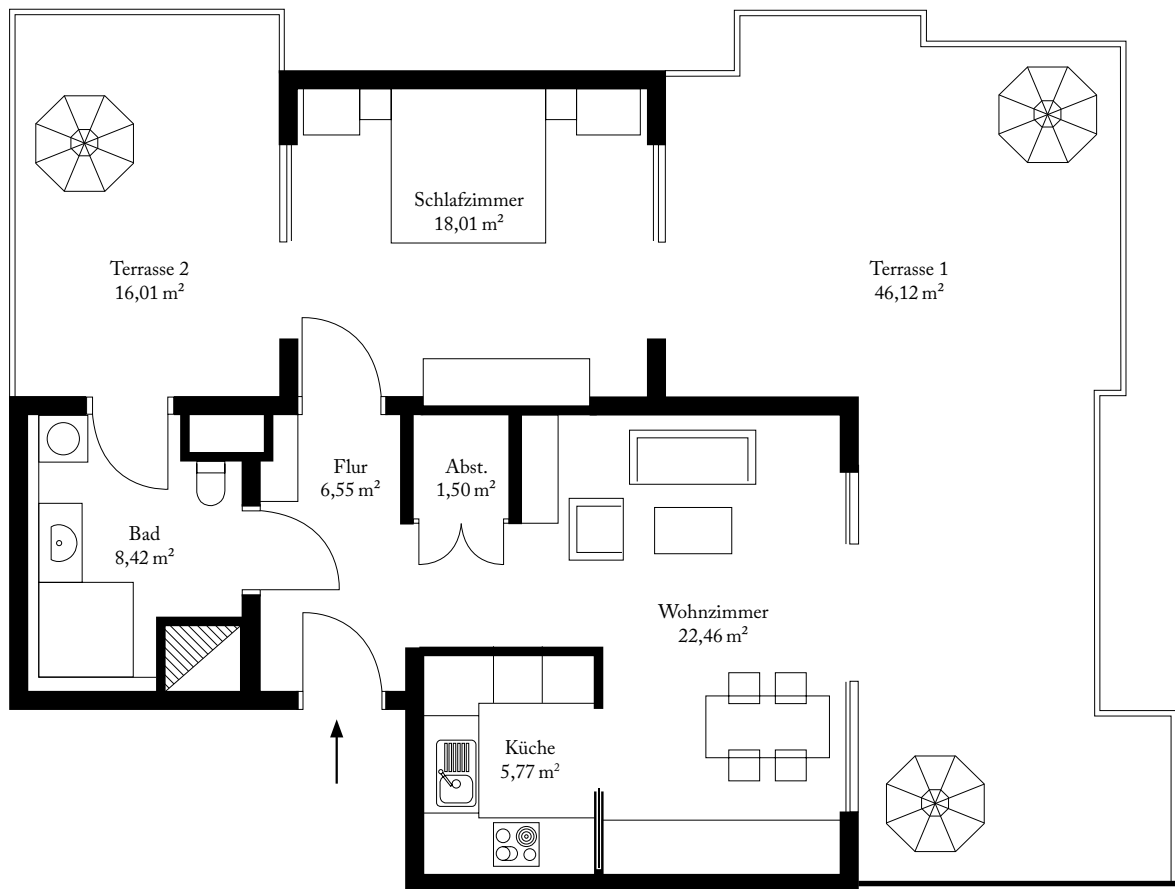 Schlafzimmer
18,01 m²
Terrasse 2
16,01 m²
Terrasse 1
46,12 m²
Flur
6,55 m²
Abst.
1,50 m²
Bad
8,42 m²
Wohnzimmer
22,46 m²
Küche
5,77 m²